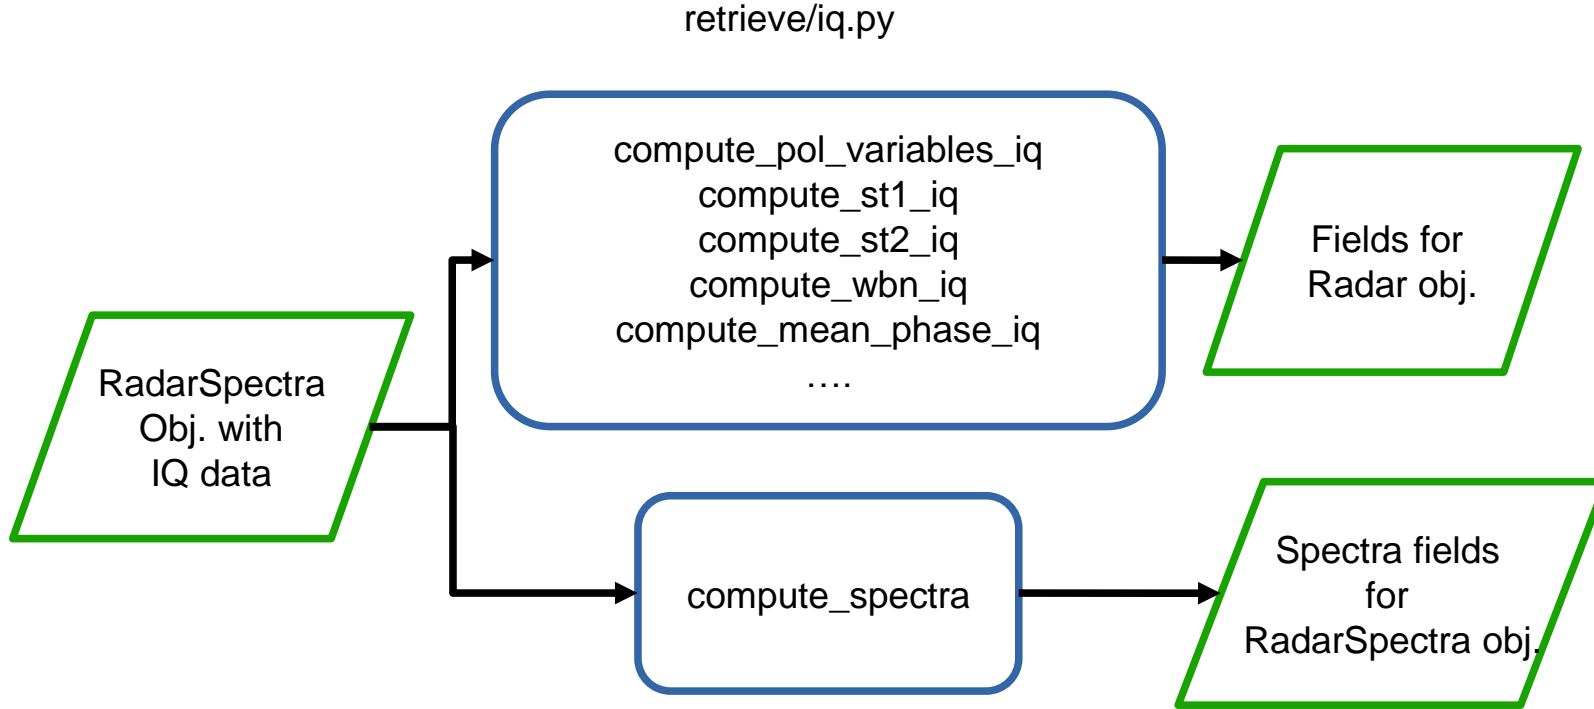 retrieve/iq.py
compute_pol_variables_iq
compute_st1_iq
compute_st2_iq
compute_wbn_iq
compute_mean_phase_iq
….
Fields for
Radar obj.
RadarSpectra
Obj. with
IQ data
compute_spectra
Spectra fields
for
RadarSpectra obj.